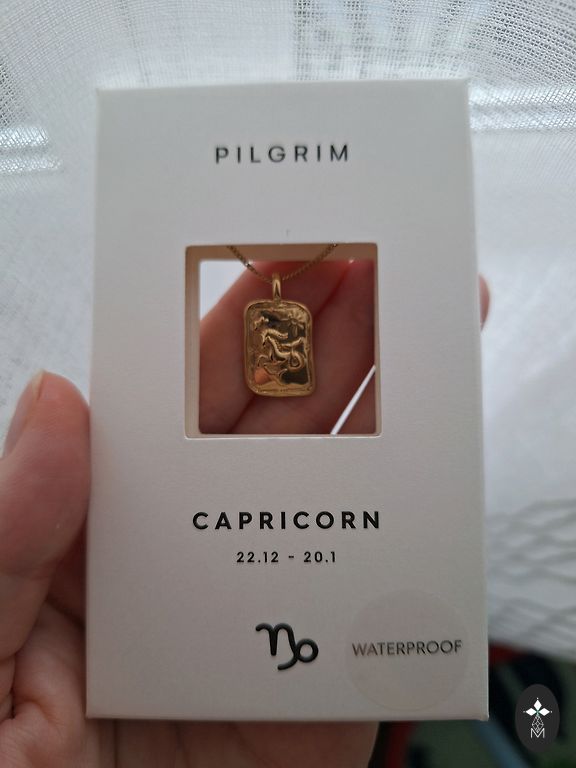 PILGRIM
CAPRICORN
22.12 - 20.1
WATERPROOF